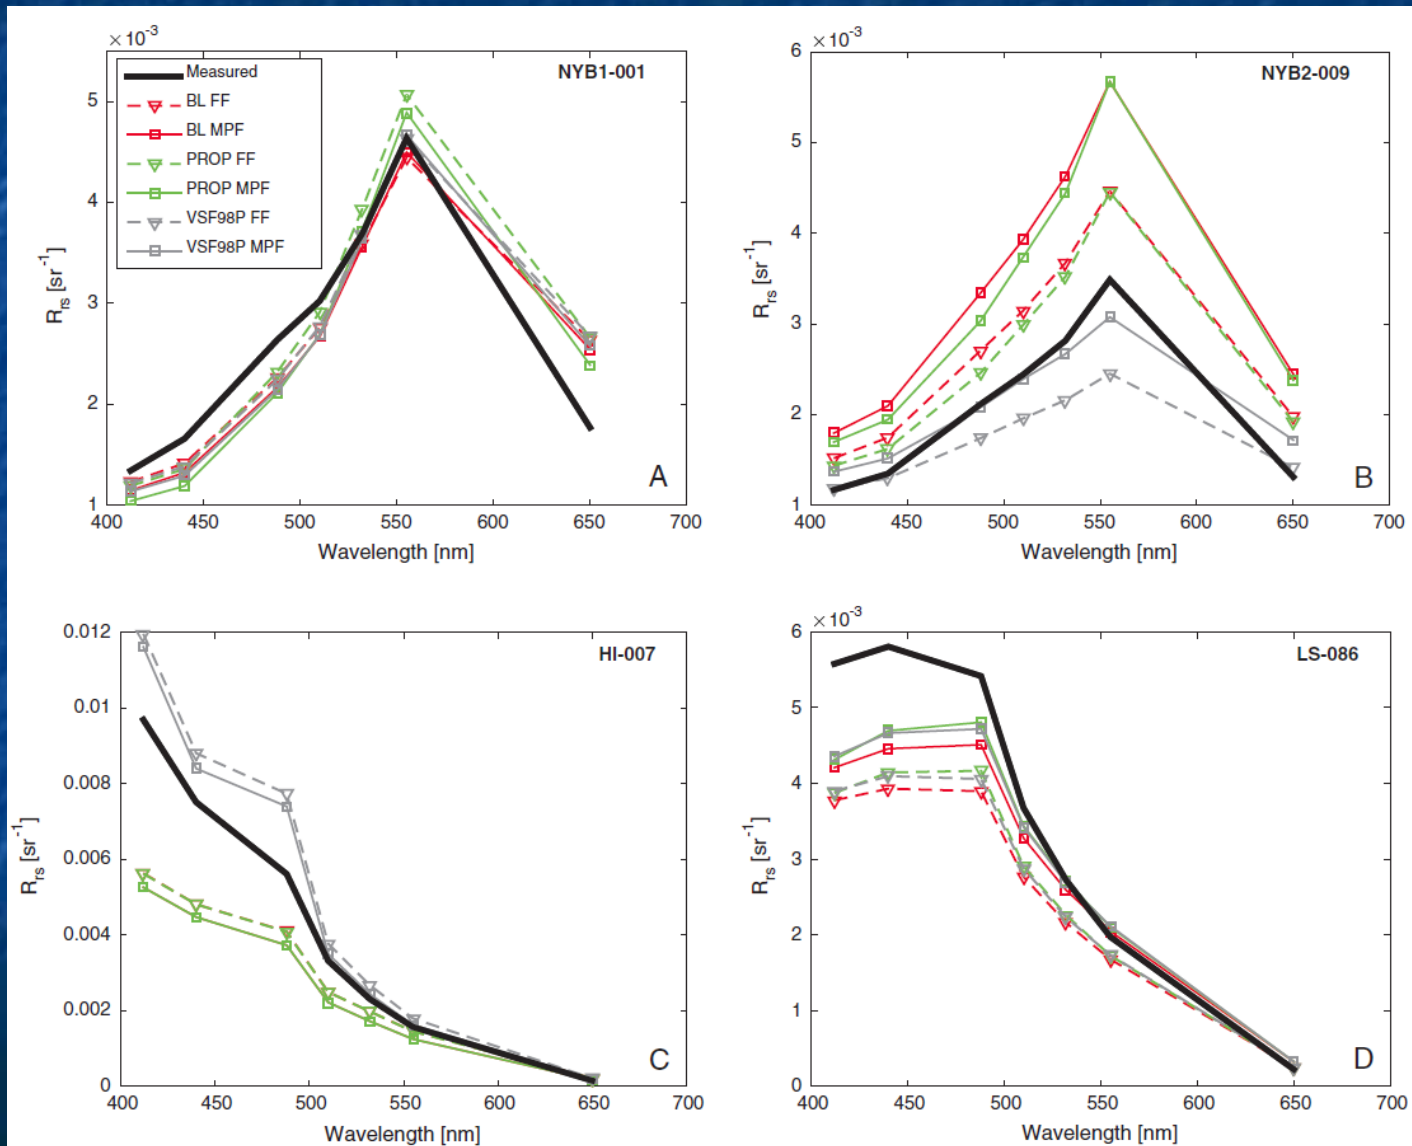 ×10⁻³
NYB1-001
Measured
BL FF
BL MPF
PROP FF
PROP MPF
VSF98P FF
VSF98P MPF
5
4
3
2
1
R_rs [sr⁻¹]
A
400 450 500 550 600 650 700
Wavelength [nm]
×10⁻³
NYB2-009
6
5
4
3
2
1
R_rs [sr⁻¹]
B
400 450 500 550 600 650 700
Wavelength [nm]
HI-007
0.012
0.01
0.008
0.006
0.004
0.002
0
R_rs [sr⁻¹]
C
400 450 500 550 600 650 700
Wavelength [nm]
×10⁻³
LS-086
6
5
4
3
2
1
0
R_rs [sr⁻¹]
D
400 450 500 550 600 650 700
Wavelength [nm]